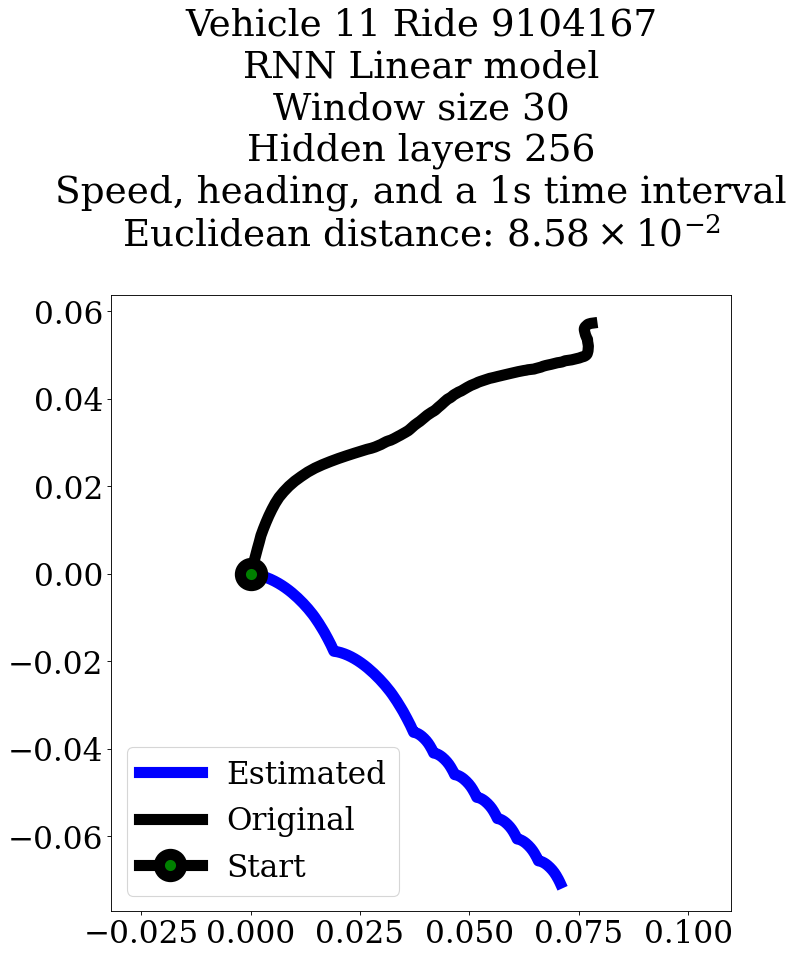 Vehicle 11 Ride 9104167
RNN Linear model
Window size 30
Hidden layers 256
Speed, heading, and a 1s time interval
Euclidean distance: 8.58 × 10⁻²
0.06
0.04
0.02
0.00
−0.02
−0.04
−0.06
Estimated
Original
Start
−0.025 0.000 0.025 0.050 0.075 0.100